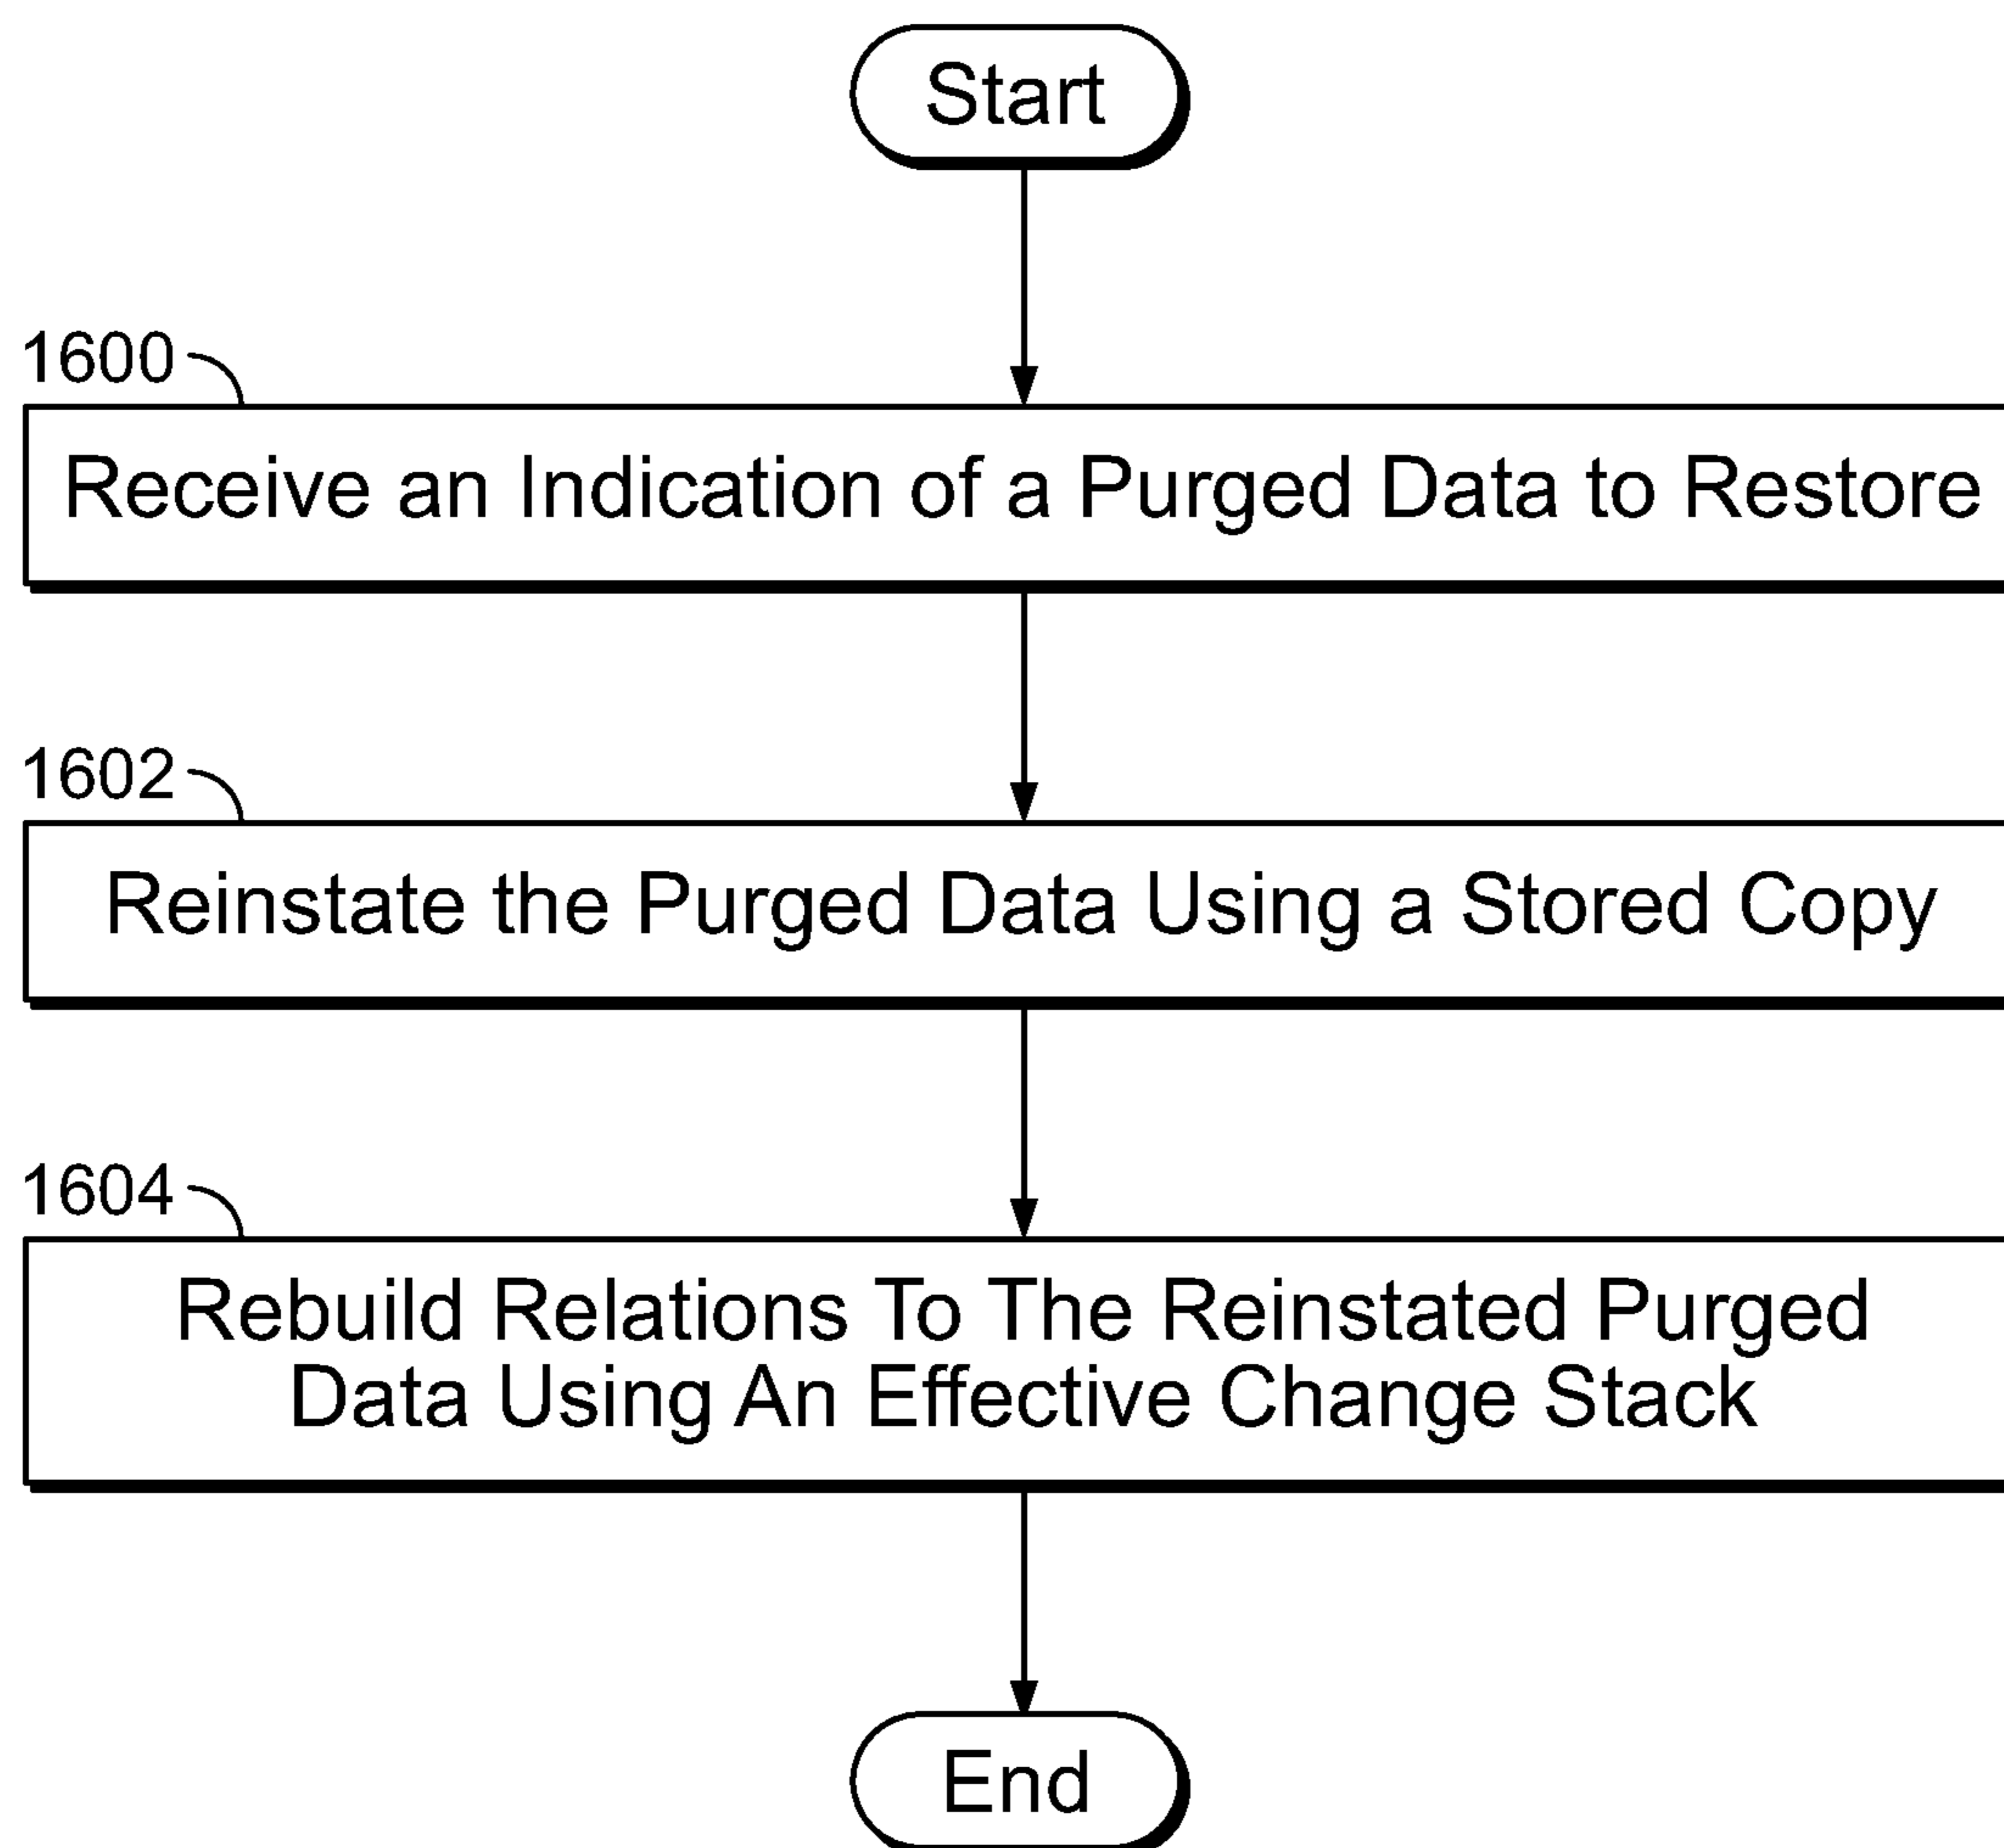 Start
1600
Receive an Indication of a Purged Data to Restore
1602
Reinstate the Purged Data Using a Stored Copy
1604
Rebuild Relations To The Reinstated Purged
Data Using An Effective Change Stack
End